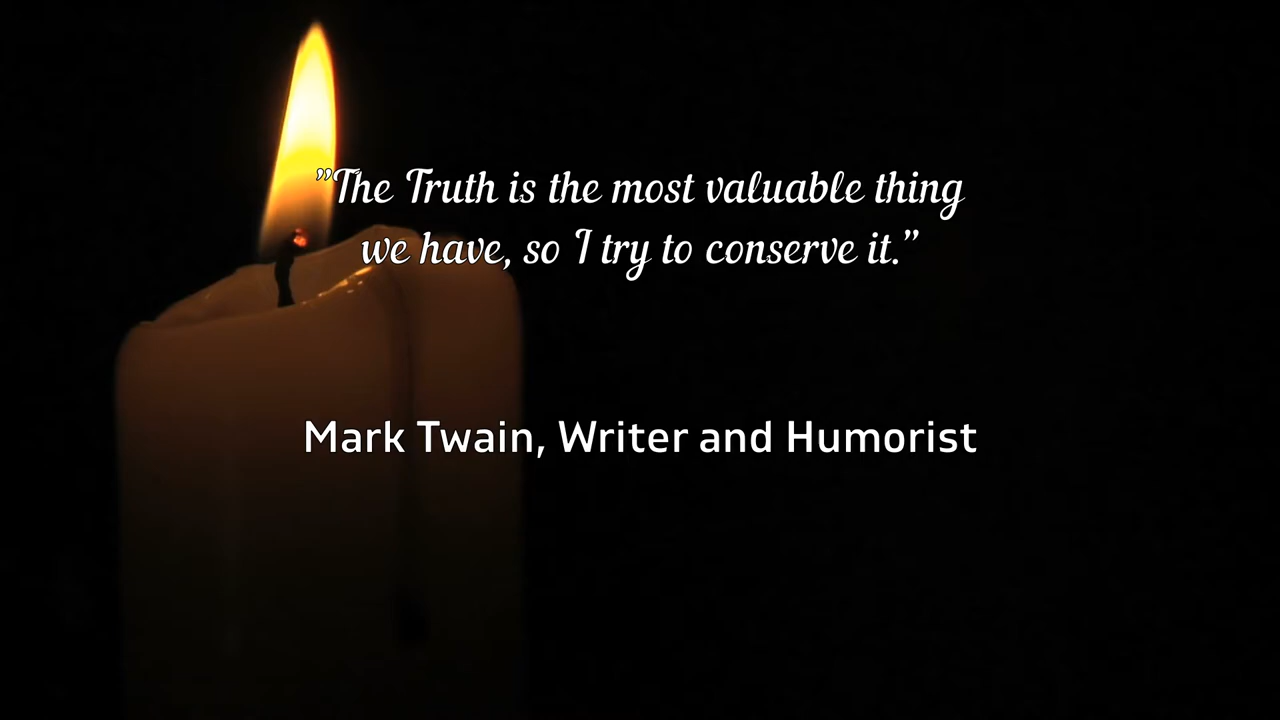 ”The Truth is the most valuable thing
we have, so I try to conserve it.”
Mark Twain, Writer and Humorist